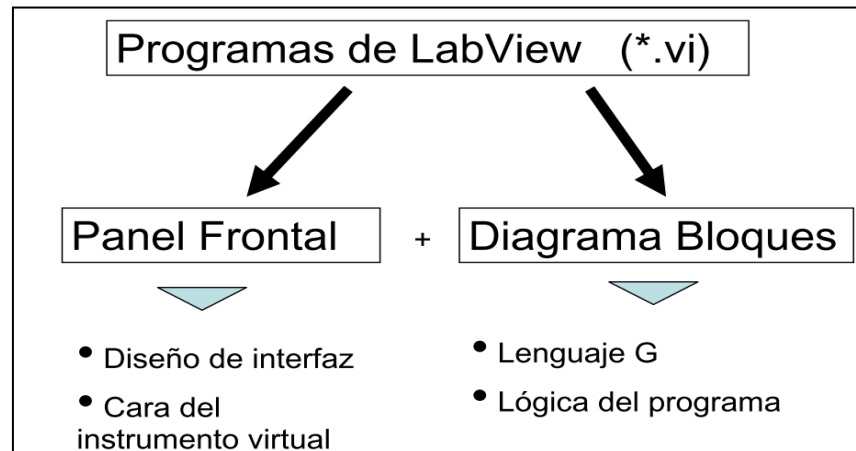 Programas de LabView (*.vi)
Panel Frontal + Diagrama Bloques
• Diseño de interfaz
• Cara del
instrumento virtual
• Lenguaje G
• Lógica del programa